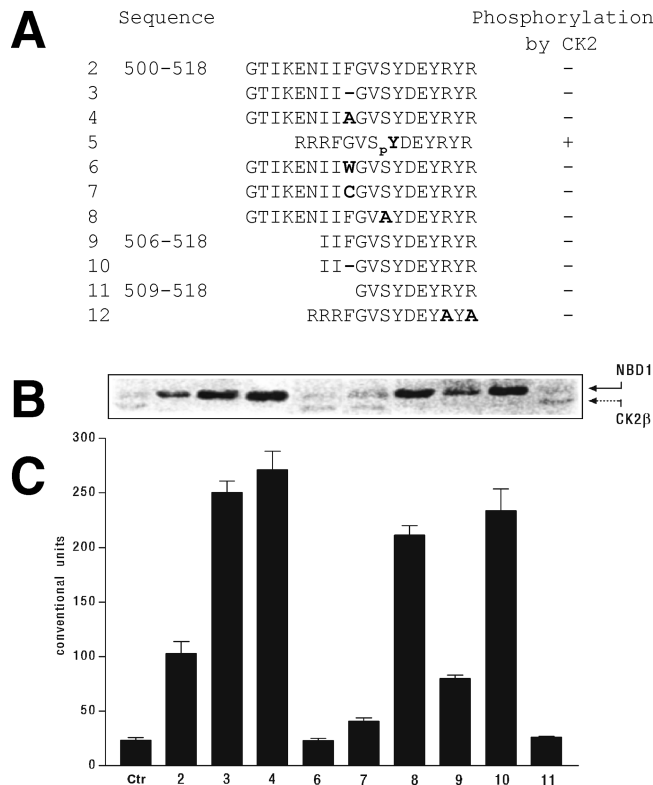 A
Sequence Phosphorylation
by CK2
2 500-518 GTIKENIIFGVSYDEYRYR –
3 GTIKENII–GVSYDEYRYR –
4 GTIKENIIAGVSYDEYRYR –
5 RRRFGVSpYDEYRYR +
6 GTIKENIIWGVSYDEYRYR –
7 GTIKENIICGVSYDEYRYR –
8 GTIKENIIFGVAYDEYRYR –
9 506-518 IIFGVSYDEYRYR –
10 II–GVSYDEYRYR –
11 509-518 GVSYDEYRYR –
12 RRRFGVSYDEYAYA –
B
NBD1
CK2β
C
conventional units
300
250
200
150
100
50
0
Ctr 2 3 4 6 7 8 9 10 11